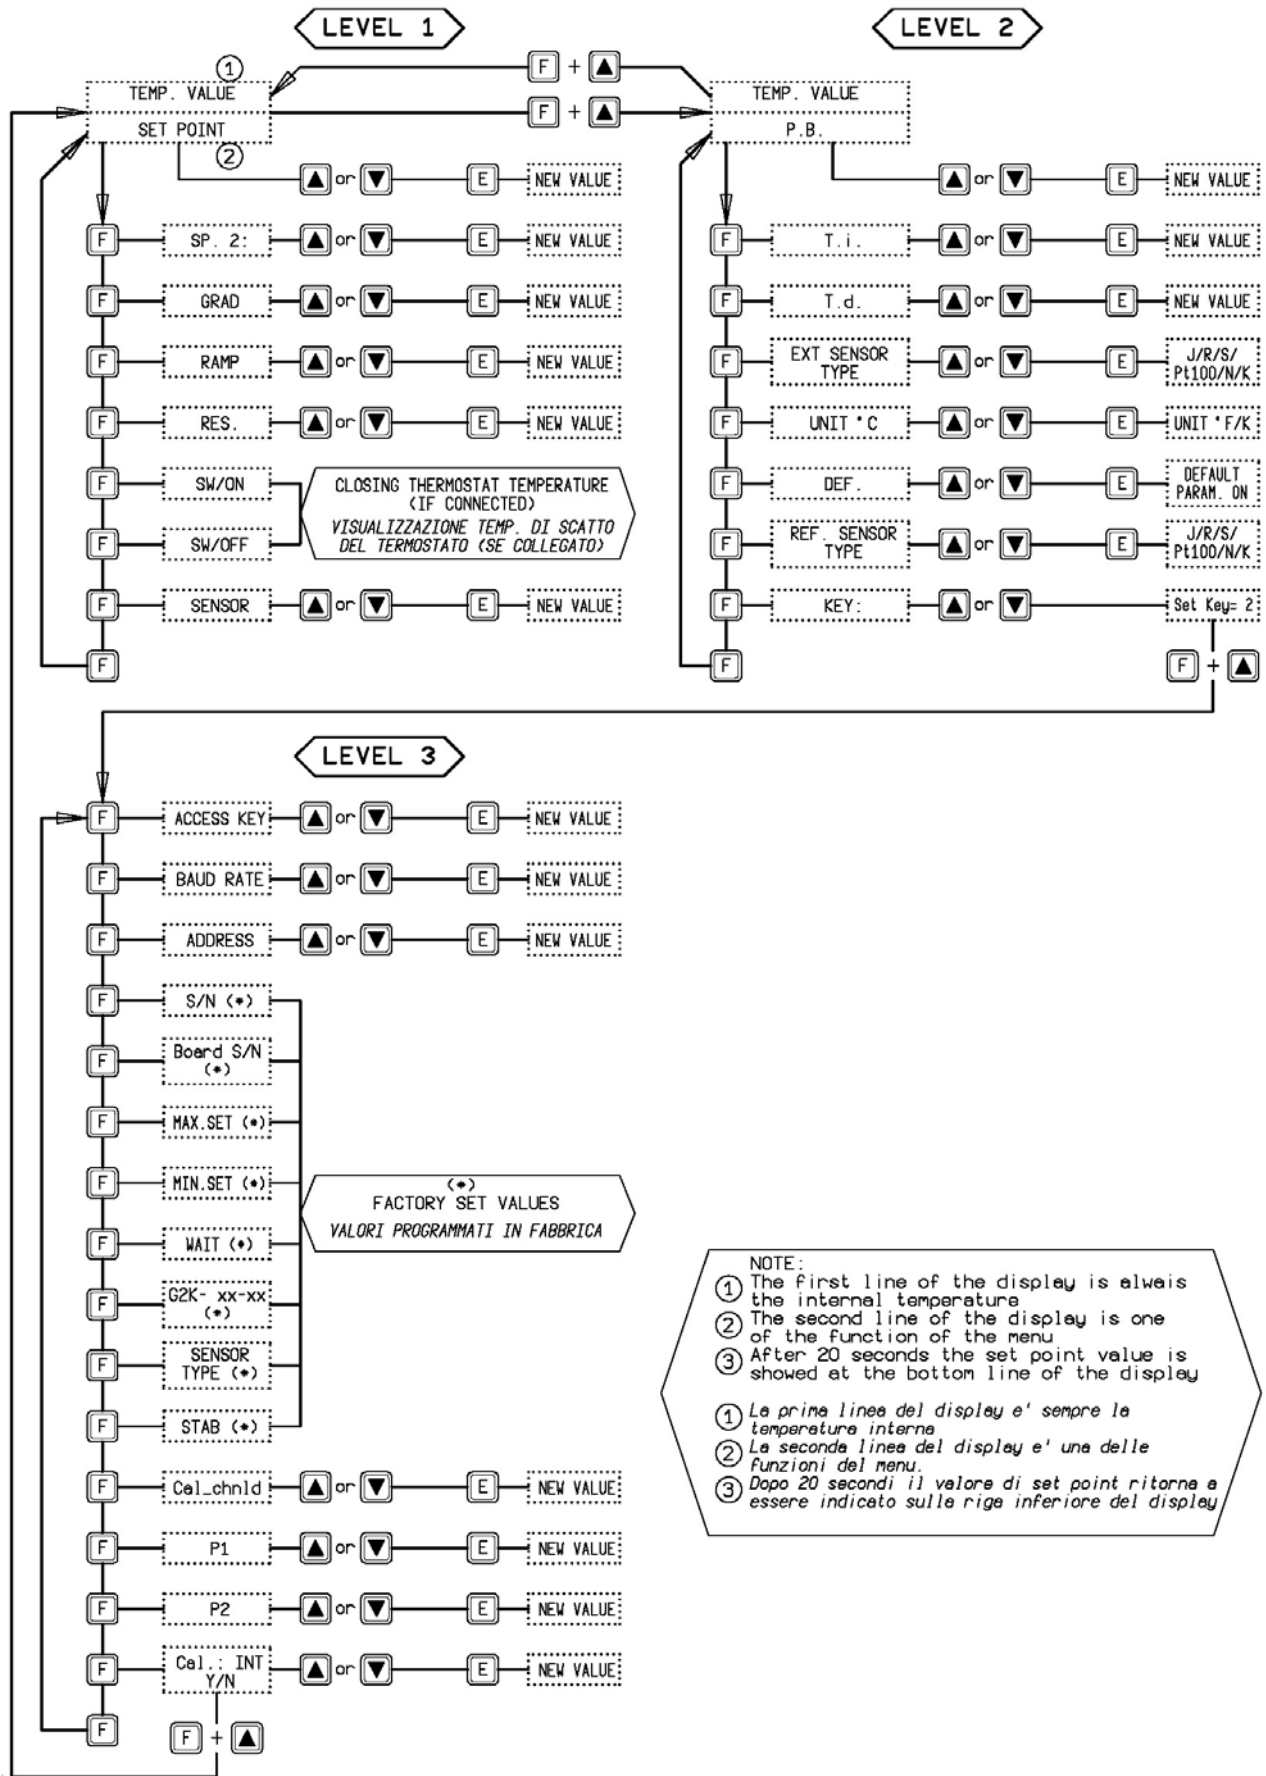 LEVEL 1
LEVEL 2
1
F + ▲
TEMP. VALUE
TEMP. VALUE
F + ▲
SET POINT
P.B.
2
▲ or ▼ E NEW VALUE
▲ or ▼ E NEW VALUE
F SP. 2: ▲ or ▼ E NEW VALUE
F T.i. ▲ or ▼ E NEW VALUE
F GRAD ▲ or ▼ E NEW VALUE
F T.d. ▲ or ▼ E NEW VALUE
F RAMP ▲ or ▼ E NEW VALUE
F EXT SENSOR
TYPE ▲ or ▼ E J/R/S/
Pt100/N/K
F RES. ▲ or ▼ E NEW VALUE
F UNIT °C ▲ or ▼ E UNIT °F/K
F SW/ON
CLOSING THERMOSTAT TEMPERATURE
(IF CONNECTED)
VISUALIZZAZIONE TEMP. DI SCATTO
DEL TERMOSTATO (SE COLLEGATO)
F DEF. ▲ or ▼ E DEFAULT
PARAM. ON
F SW/OFF
F REF. SENSOR
TYPE ▲ or ▼ E J/R/S/
Pt100/N/K
F SENSOR ▲ or ▼ E NEW VALUE
F KEY: ▲ or ▼ Set Key= 2
F
F
F + ▲
LEVEL 3
F ACCESS KEY ▲ or ▼ E NEW VALUE
F BAUD RATE ▲ or ▼ E NEW VALUE
F ADDRESS ▲ or ▼ E NEW VALUE
F S/N (*)
F Board S/N
(*)
F MAX.SET (*)
F MIN.SET (*)
(*)
FACTORY SET VALUES
VALORI PROGRAMMATI IN FABBRICA
F WAIT (*)
F G2K- xx-xx
(*)
F SENSOR
TYPE (*)
F STAB (*)
F Cal_chnld ▲ or ▼ E NEW VALUE
F P1 ▲ or ▼ E NEW VALUE
F P2 ▲ or ▼ E NEW VALUE
F Cal.: INT
Y/N ▲ or ▼ E NEW VALUE
F
F + ▲
NOTE:
1 The first line of the display is alwais
the internal temperature
2 The second line of the display is one
of the function of the menu
3 After 20 seconds the set point value is
showed at the bottom line of the display
1 La prima linea del display e' sempre la
temperatura interna
2 La seconda linea del display e' una delle
funzioni del menu.
3 Dopo 20 secondi il valore di set point ritorna a
essere indicato sulla riga inferiore del display